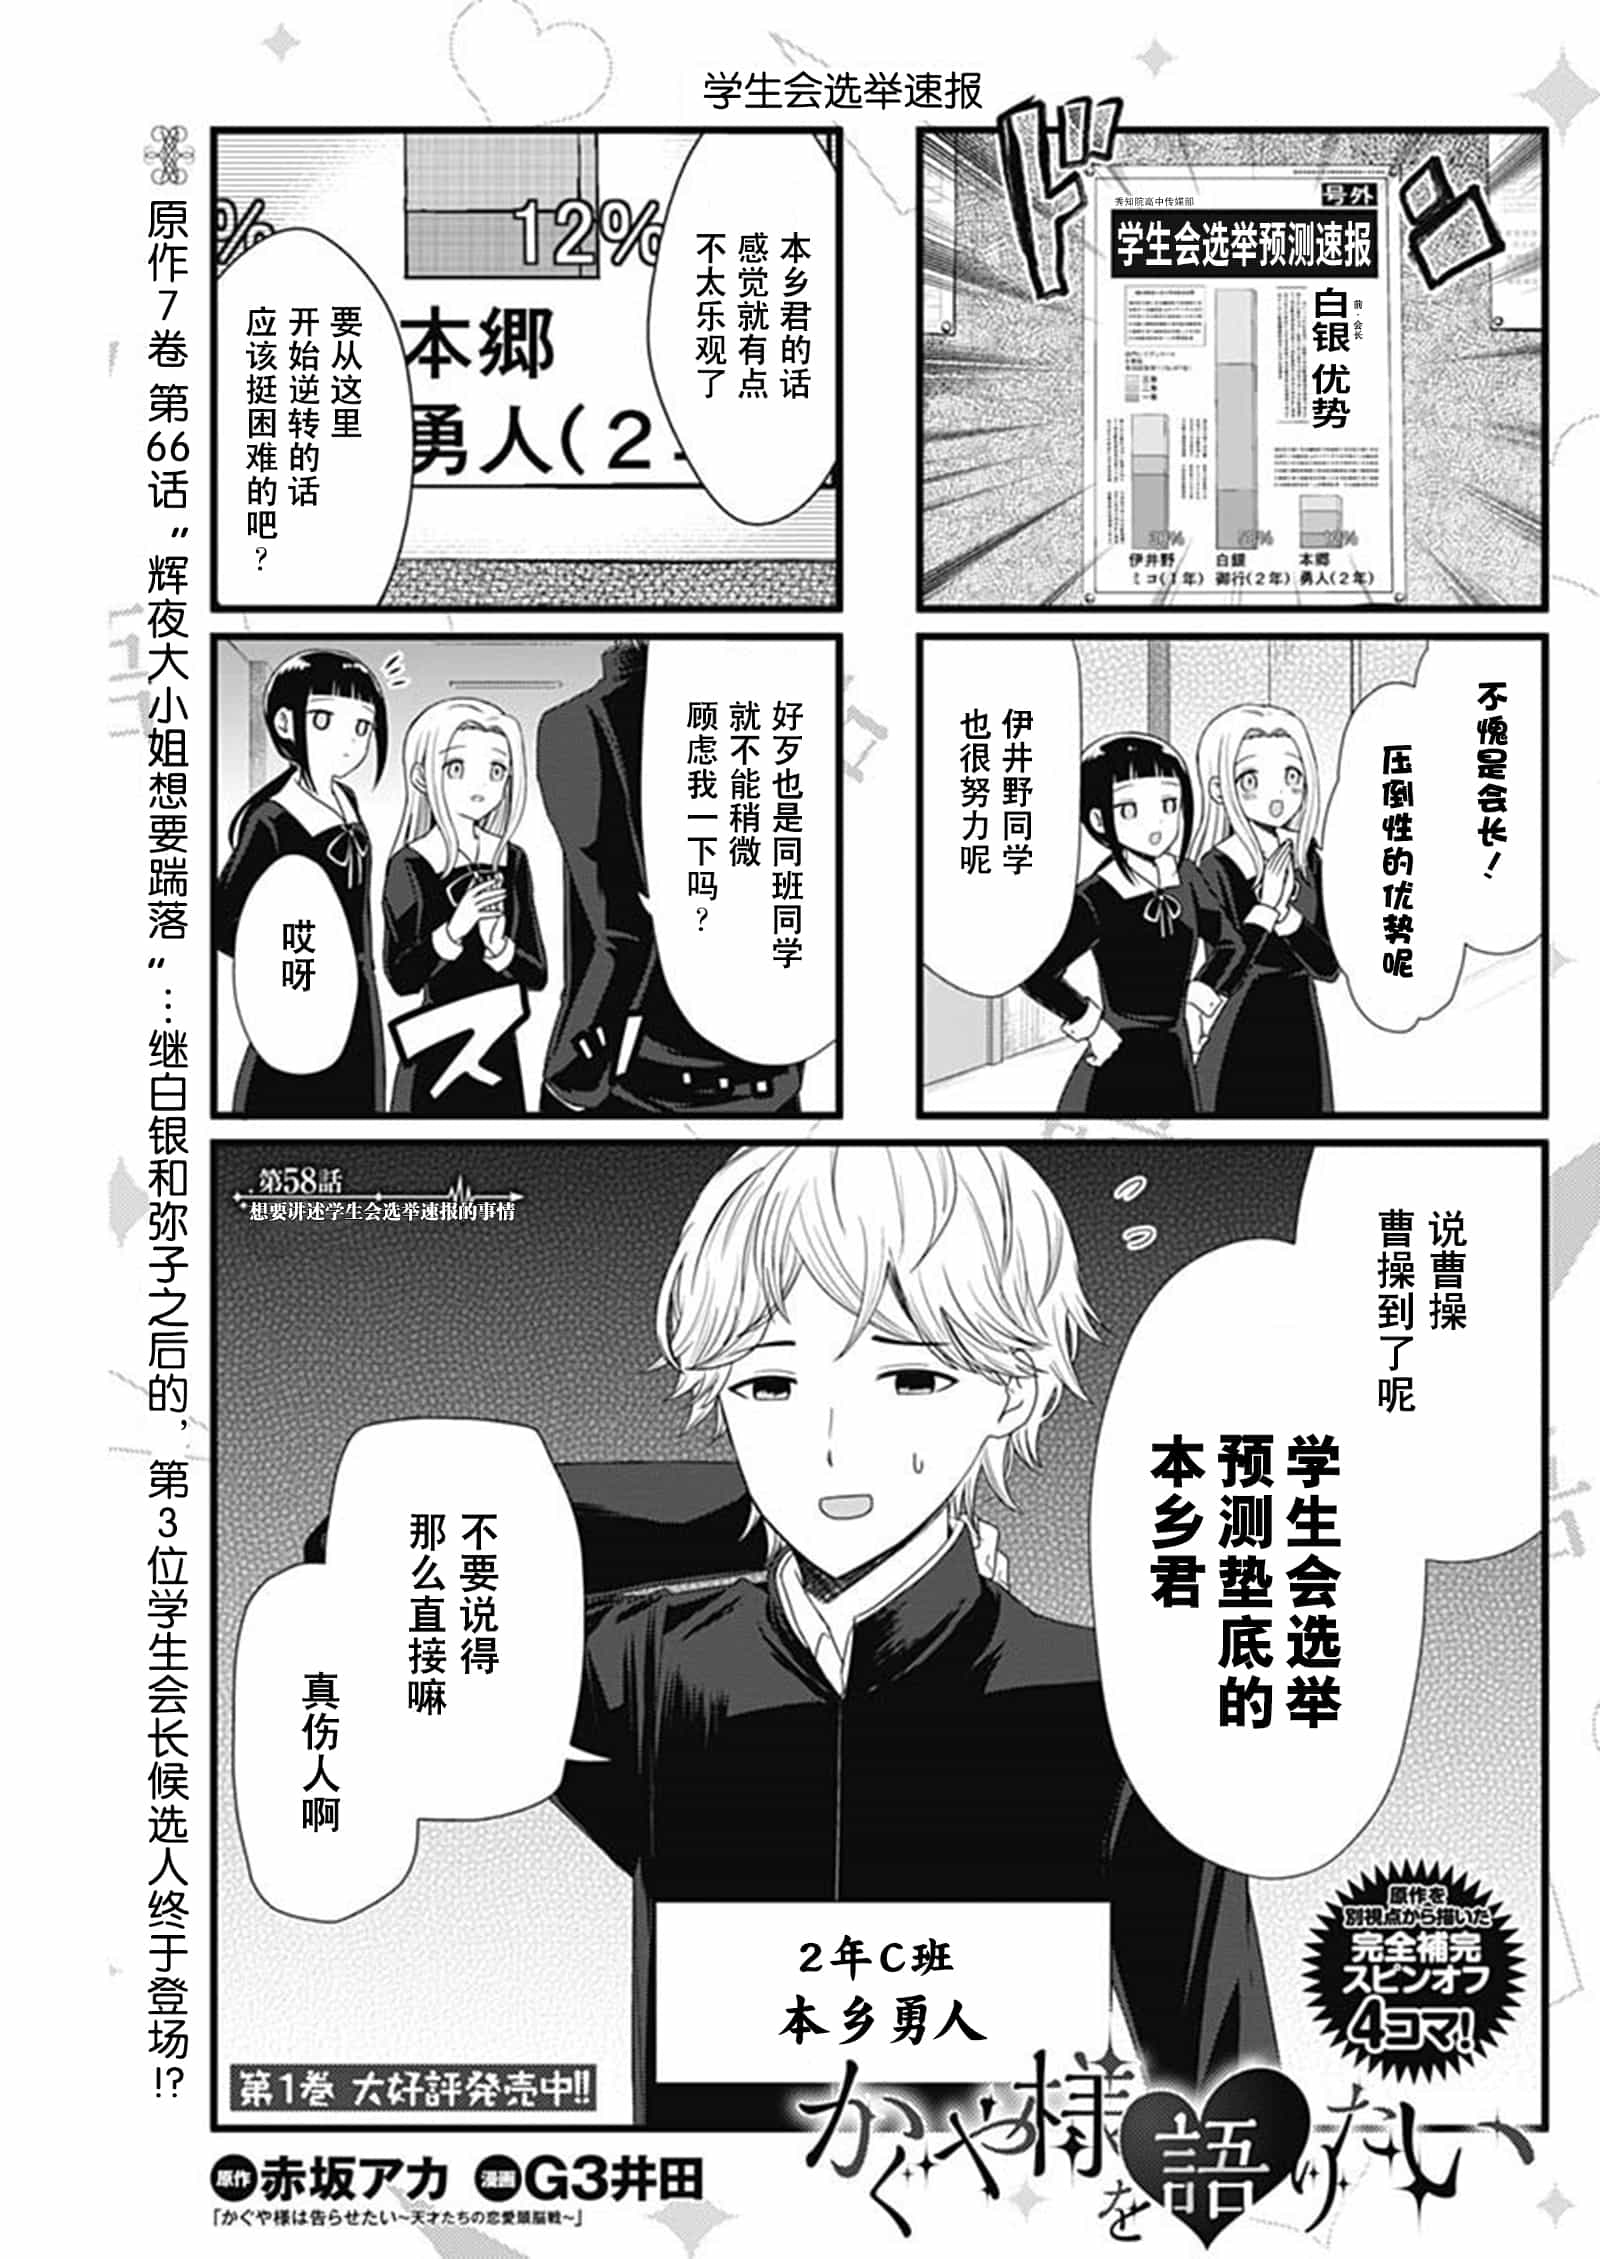 学生会选举速报
ドドン
秀知院高中传媒部
号外
学生会选举预测速报
前·会长
白银优势
伊井野
ミコ(1年)
白銀
御行(2年)
本郷
勇人(2年)
不愧是会长！
压倒性的优势呢
伊井野同学
也很努力呢
本乡君的话
感觉就有点
不太乐观了
12%
本郷
勇人(２年
要从这里
开始逆转的话
应该挺困难的吧？
好歹也是同班同学
就不能稍微
顾虑我一下吗？
ス
哎呀
第58話
想要讲述学生会选举速报的事情
说曹操
曹操到了呢
学生会选举
预测垫底的
本乡君
不要说得
那么直接嘛
真伤人啊
2年C班
本乡勇人
原作を
別視点から描いた
完全補完
スピンオフ
4コマ!
第1巻 大好評発売中!!
かぐや様を語りたい
原作 赤坂アカ 漫画 G3井田
「かぐや様は告らせたい～天才たちの恋愛頭脳戦～」
原作7卷 第66话〝辉夜大小姐想要踹落〞…继白银和弥子之后的，第3位学生会长候选人终于登场!?